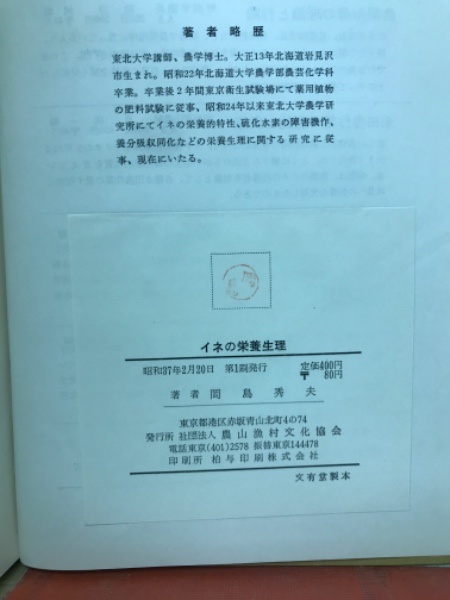 著者略歴
東北大学講師、農学博士。大正13年北海道岩見沢
市生まれ。昭和22年北海道大学農学部農芸化学科
卒業。卒業後2年間東京衛生試験場にて薬用植物
の肥料試験に従事、昭和24年以来東北大学農学研
究所にてイネの栄養的特性、硫化水素の障害機作、
養分吸収同化などの栄養生理に関する研究に従
事、現在にいたる。
イネの栄養生理
昭和37年2月20日 第1回発行 定価400円
〒 80円
著者 岡島秀夫
東京都港区赤坂青山北町4の74
発行所 社団法人 農山漁村文化協会
電話東京(401)2578 振替東京144478
印刷所 柏与印刷株式会社
文有堂製本